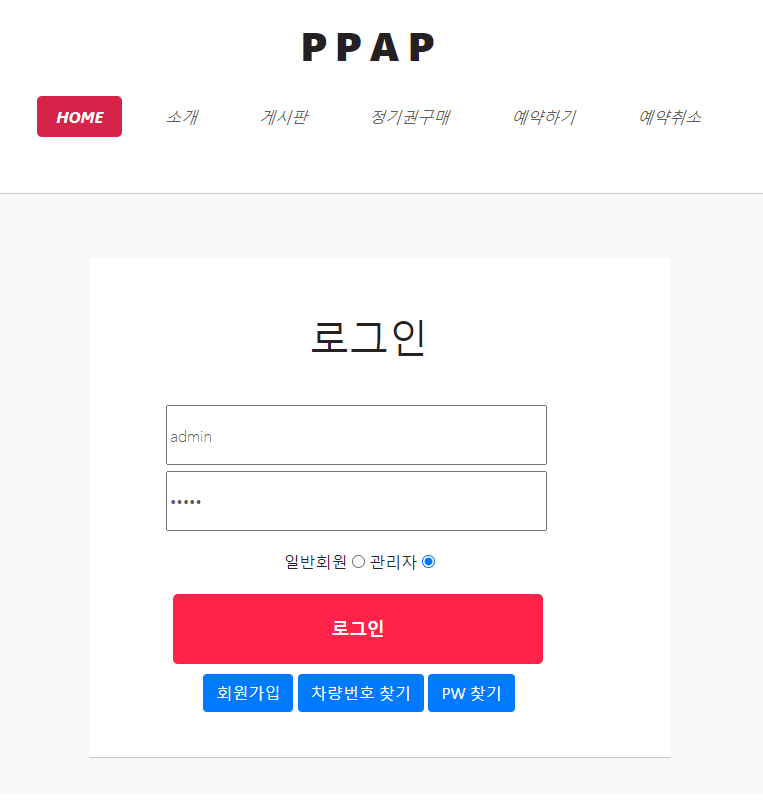 PPAP
HOME 소개 게시판 정기권구매 예약하기 예약취소
로그인
admin
•••••
일반회원 관리자
로그인
회원가입 차량번호 찾기 PW 찾기